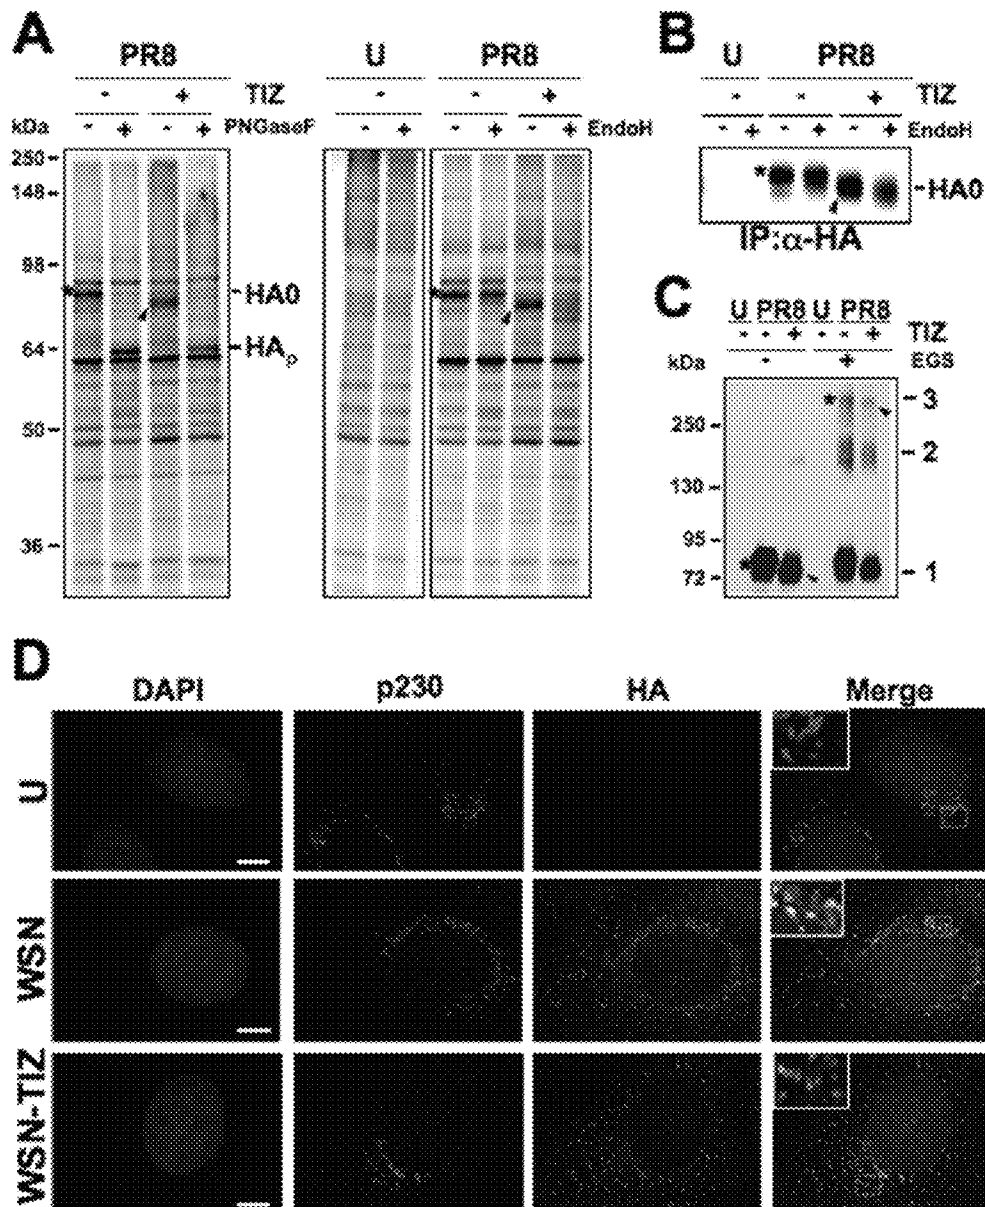 A
PR8
- + TIZ
kDa - + - + PNGaseF
250
148
98
64
50
36
HA0
HAp
U PR8
- - +
- + - + - + EndoH
B
U PR8
- - + TIZ
- + - + - + EndoH
*
-HA0
IP:α-HA
C
U PR8 U PR8
- - + - - + TIZ
kDa - + EGS
250
130
95
72
3
2
1
D
DAPI p230 HA Merge
U
WSN
WSN-TIZ